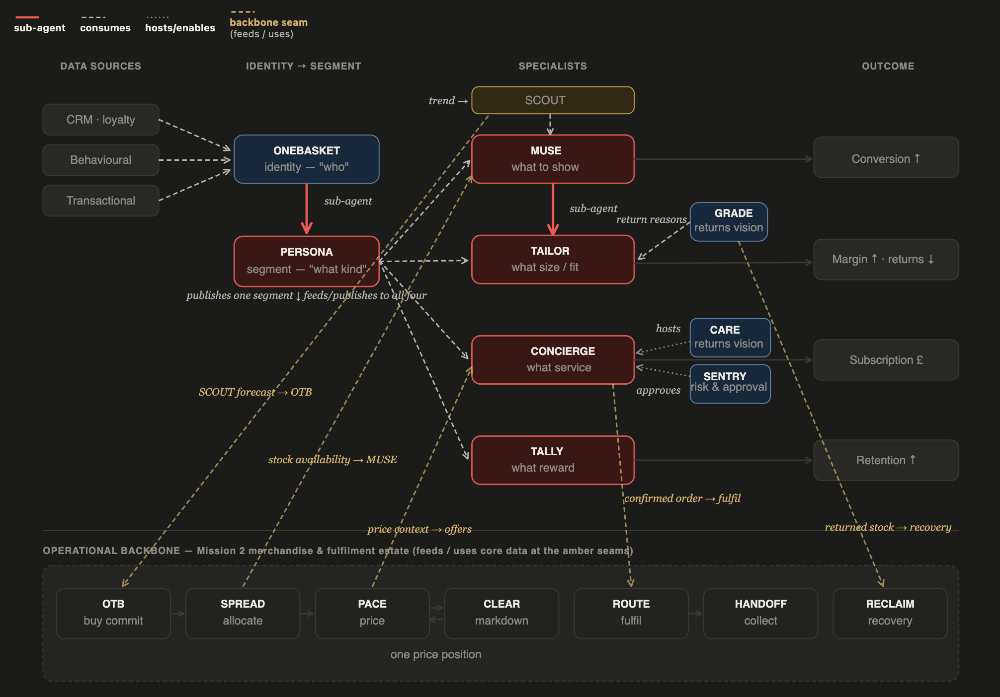 sub-agent
consumes
hosts/enables
backbone seam
(feeds / uses)
DATA SOURCES
IDENTITY → SEGMENT
SPECIALISTS
OUTCOME
trend →
SCOUT
CRM · loyalty
Behavioural
Transactional
ONEBASKET
identity — "who"
MUSE
what to show
Conversion ↑
sub-agent
sub-agent
return reasons
GRADE
returns vision
PERSONA
segment — "what kind"
publishes one segment ↓ feeds/publishes to all four
TAILOR
what size / fit
Margin ↑ · returns ↓
hosts
CARE
returns vision
CONCIERGE
what service
Subscription £
approves
SENTRY
risk & approval
SCOUT forecast → OTB
stock availability → MUSE
TALLY
what reward
Retention ↑
confirmed order → fulfil
price context → offers
returned stock → recovery
OPERATIONAL BACKBONE — Mission 2 merchandise & fulfilment estate (feeds / uses core data at the amber seams)
OTB
buy commit
SPREAD
allocate
PACE
price
CLEAR
markdown
ROUTE
fulfil
HANDOFF
collect
RECLAIM
recovery
one price position